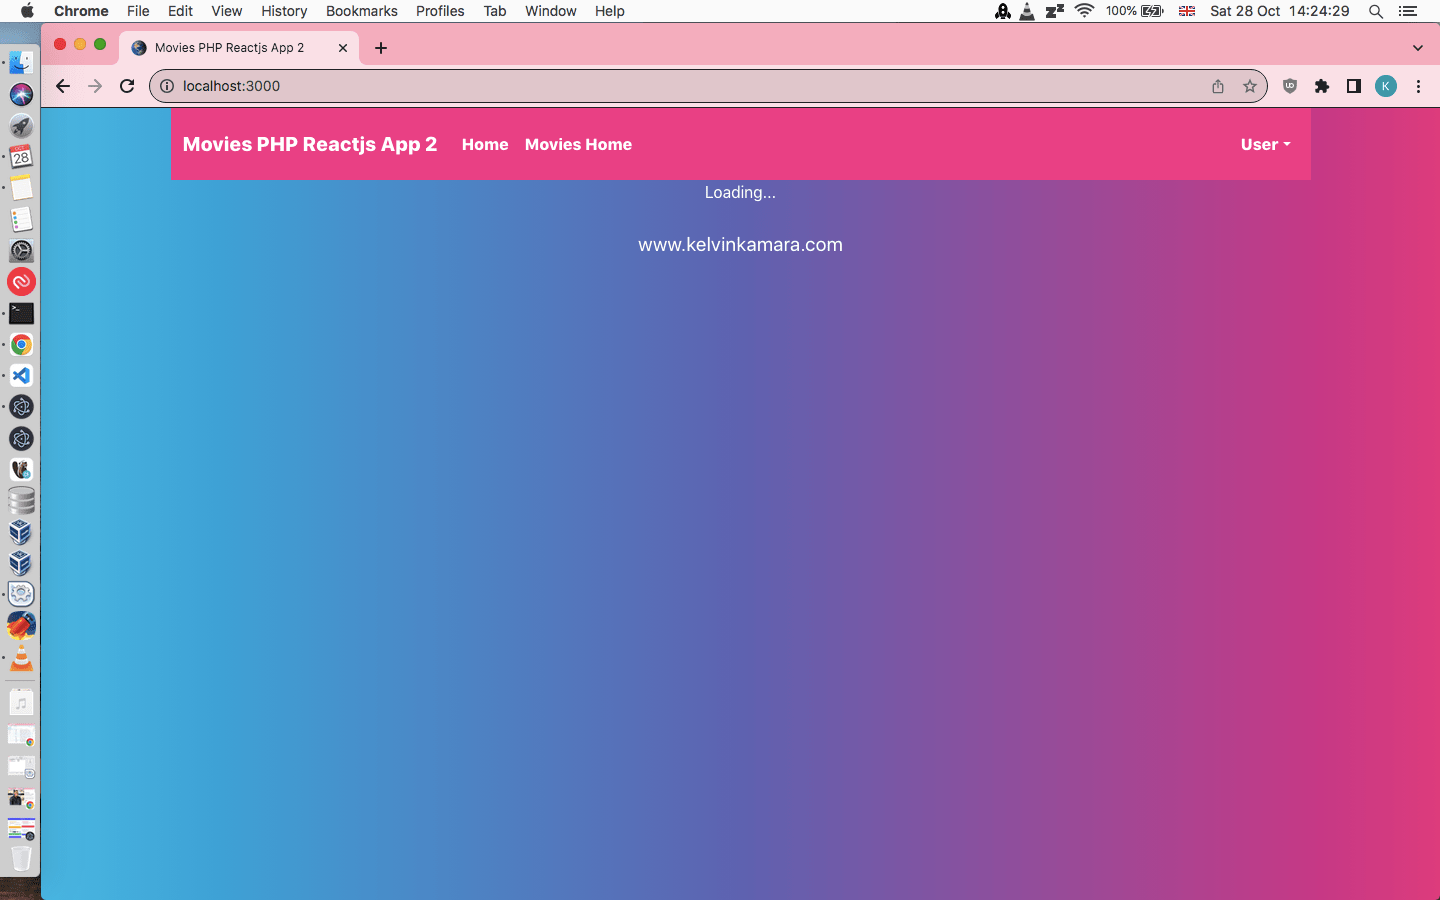 Chrome File Edit View History Bookmarks Profiles Tab Window Help 100% Sat 28 Oct 14:24:29
Movies PHP Reactjs App 2
localhost:3000 K
Movies PHP Reactjs App 2 Home Movies Home User
Loading...
www.kelvinkamara.com
28